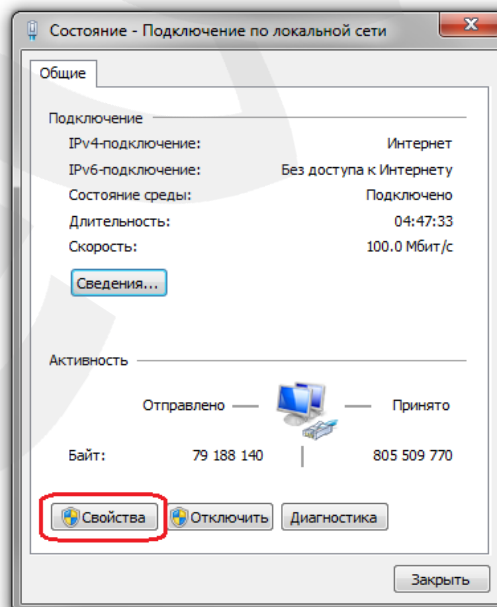 Состояние - Подключение по локальной сети
Общие
Подключение
IPv4-подключение: Интернет
IPv6-подключение: Без доступа к Интернету
Состояние среды: Подключено
Длительность: 04:47:33
Скорость: 100.0 Мбит/с
Сведения...
Активность
Отправлено — — Принято
Байт: 79 188 140 805 509 770
Свойства Отключить Диагностика
Закрыть